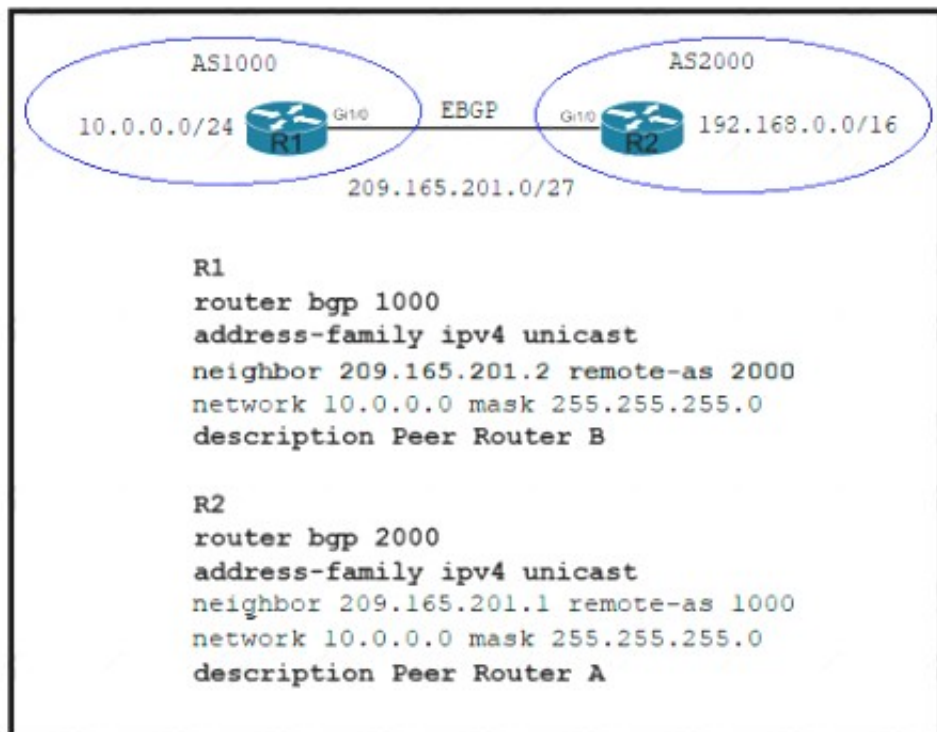 AS1000
AS2000
10.0.0.0/24
Gi1/0
EBGP
Gi1/0
192.168.0.0/16
R1
R2
209.165.201.0/27
R1
router bgp 1000
address-family ipv4 unicast
neighbor 209.165.201.2 remote-as 2000
network 10.0.0.0 mask 255.255.255.0
description Peer Router B
R2
router bgp 2000
address-family ipv4 unicast
neighbor 209.165.201.1 remote-as 1000
network 10.0.0.0 mask 255.255.255.0
description Peer Router A